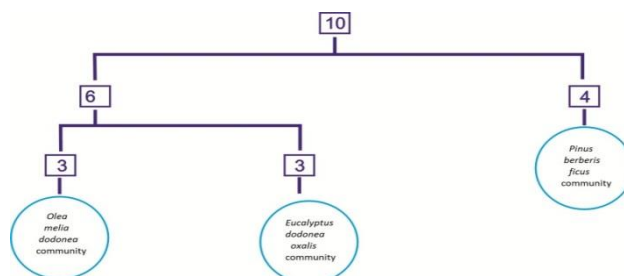 10
6
4
3
3
Pinus
berberis
ficus
community
Olea
melia
dodonea
community
Eucalyptus
dodonea
oxalis
community